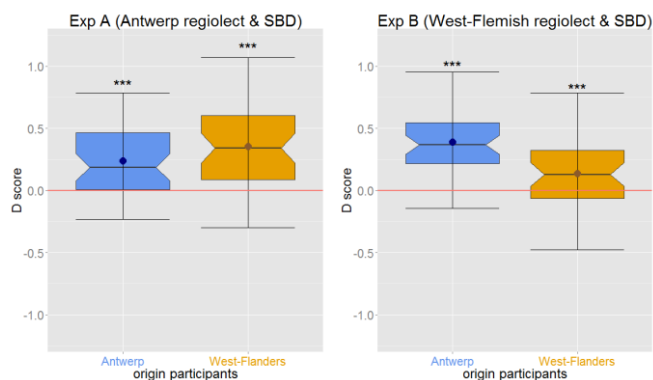 Exp A (Antwerp regiolect & SBD)
***
***
1.0
0.5
0.0
-0.5
-1.0
D score
Antwerp
West-Flanders
origin participants
Exp B (West-Flemish regiolect & SBD)
***
***
1.0
0.5
0.0
-0.5
-1.0
D score
Antwerp
West-Flanders
origin participants